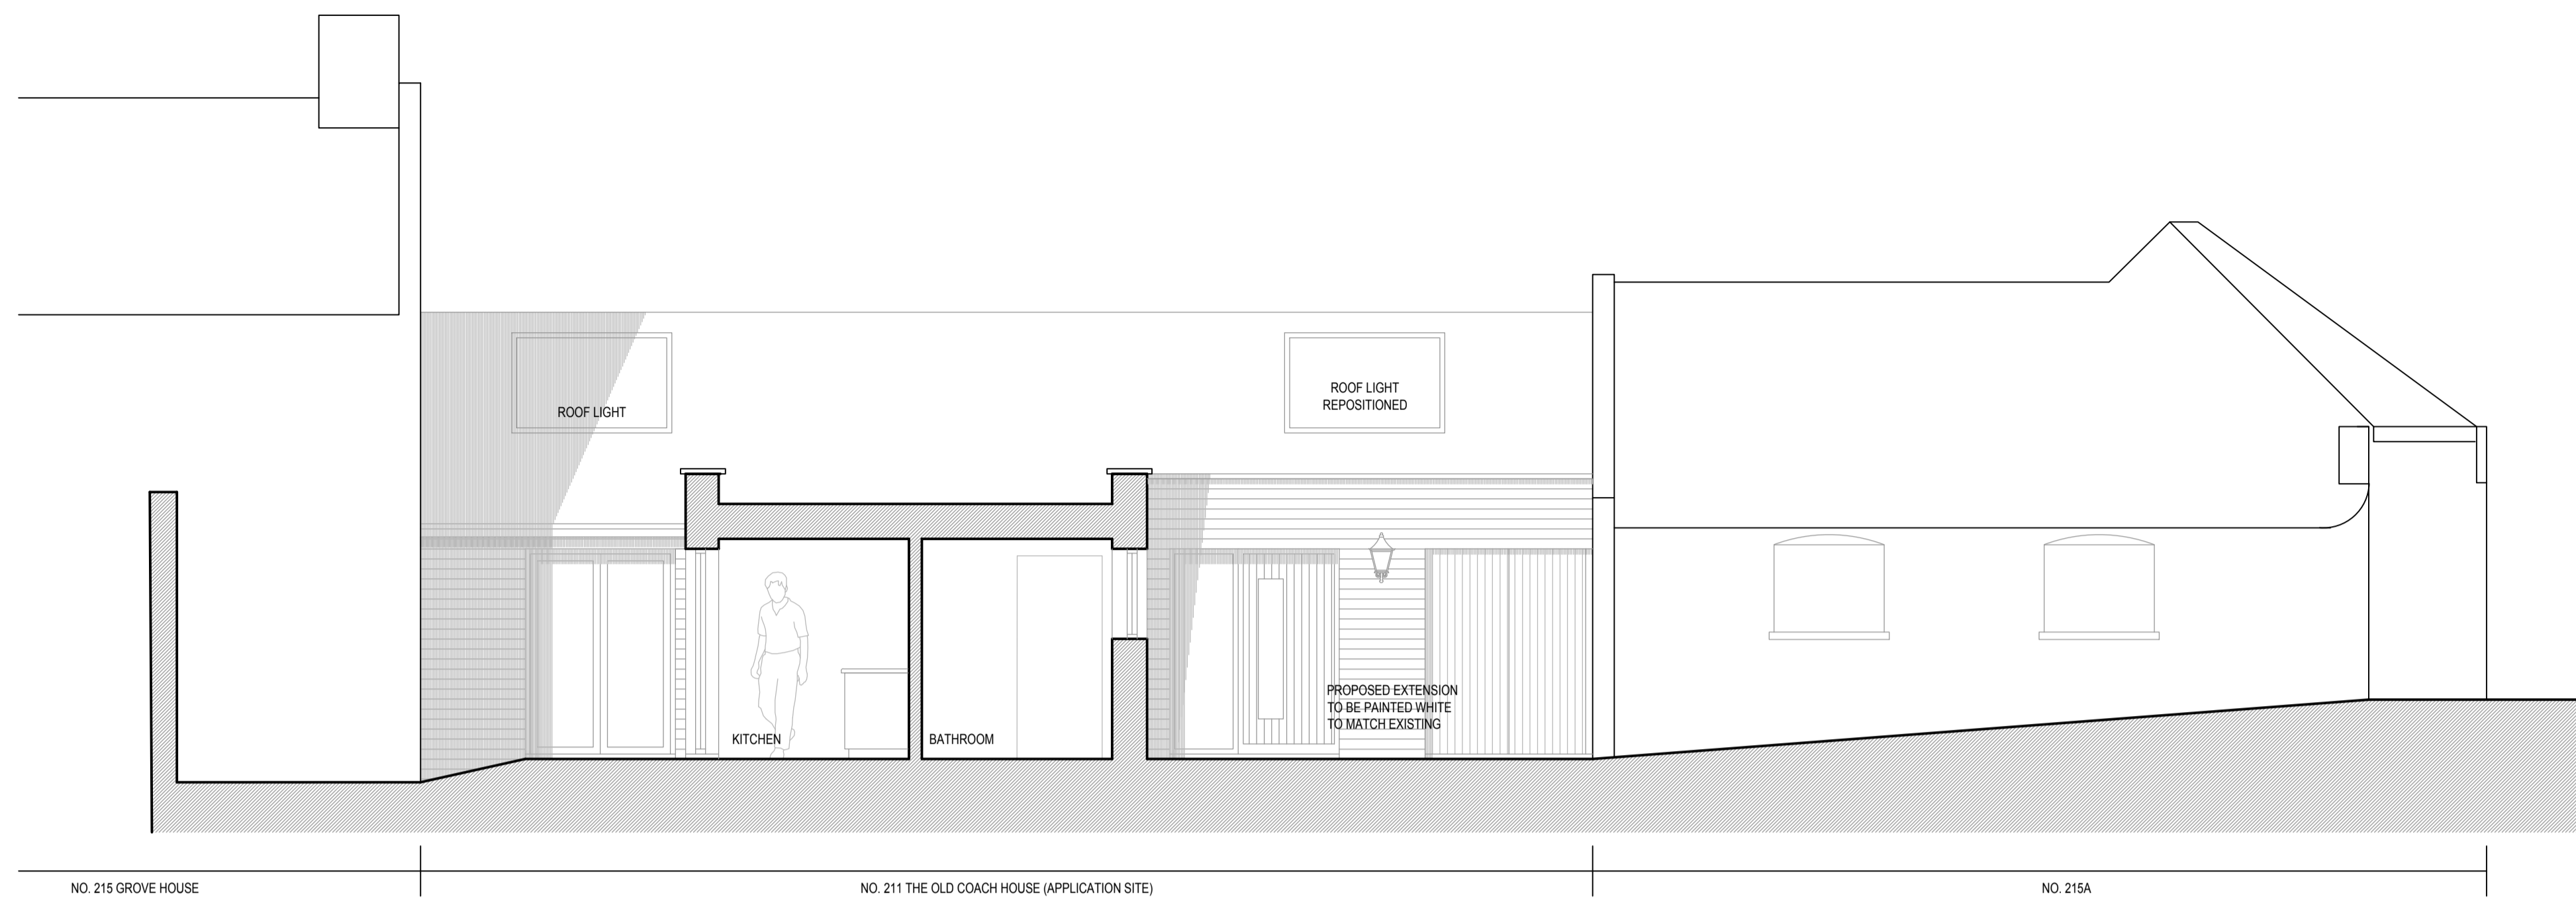 ROOF LIGHT
ROOF LIGHT
REPOSITIONED
PROPOSED EXTENSION
TO BE PAINTED WHITE
TO MATCH EXISTING
KITCHEN
BATHROOM
NO. 215 GROVE HOUSE
NO. 211 THE OLD COACH HOUSE (APPLICATION SITE)
NO. 215A